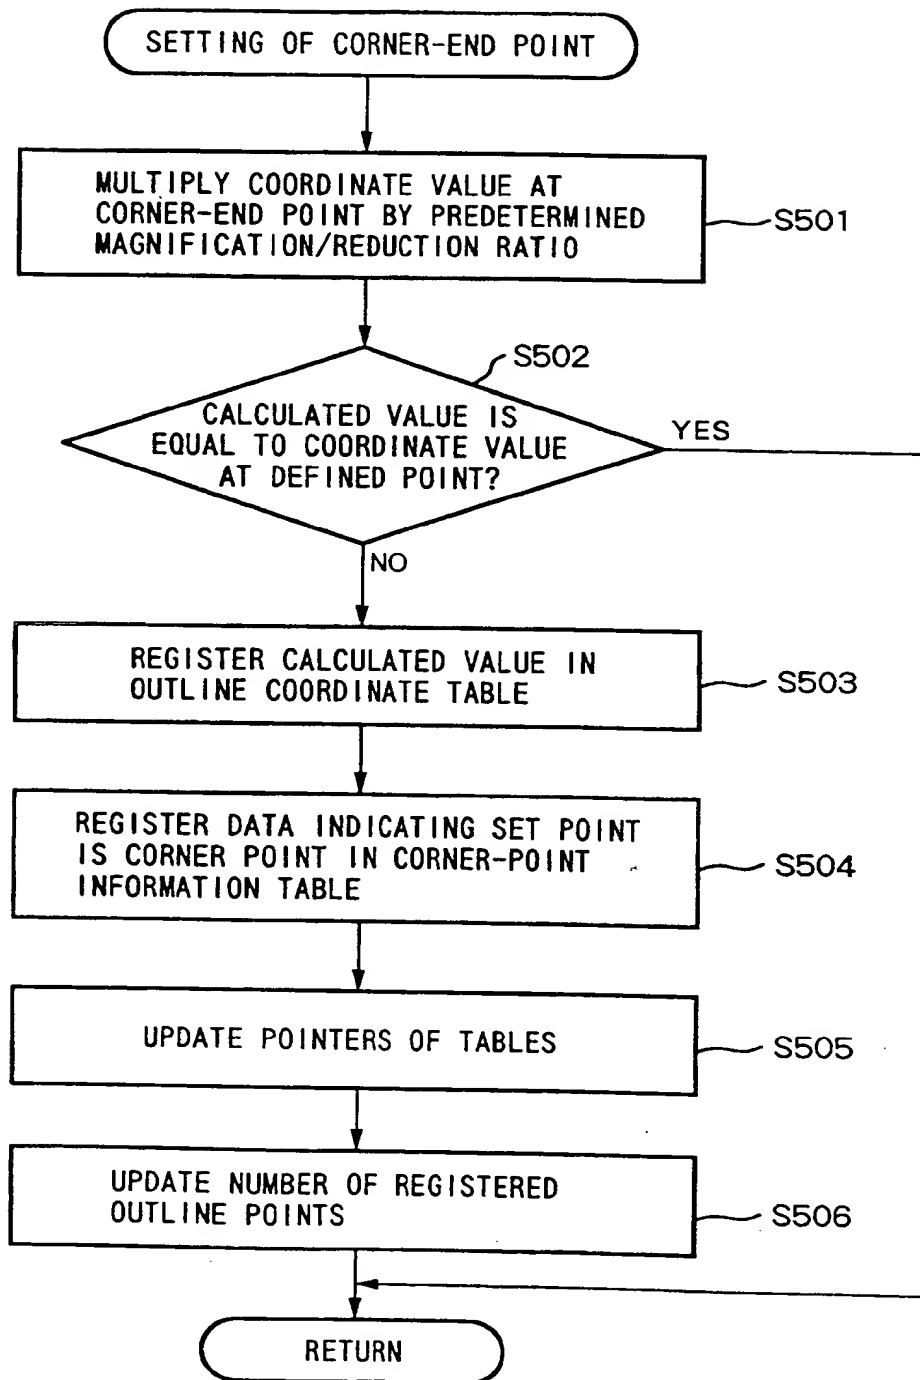 SETTING OF CORNER-END POINT
MULTIPLY COORDINATE VALUE AT
CORNER-END POINT BY PREDETERMINED
MAGNIFICATION/REDUCTION RATIO
S501
S502
CALCULATED VALUE IS
EQUAL TO COORDINATE VALUE
AT DEFINED POINT?
YES
NO
REGISTER CALCULATED VALUE IN
OUTLINE COORDINATE TABLE
S503
REGISTER DATA INDICATING SET POINT
IS CORNER POINT IN CORNER-POINT
INFORMATION TABLE
S504
UPDATE POINTERS OF TABLES
S505
UPDATE NUMBER OF REGISTERED
OUTLINE POINTS
S506
RETURN